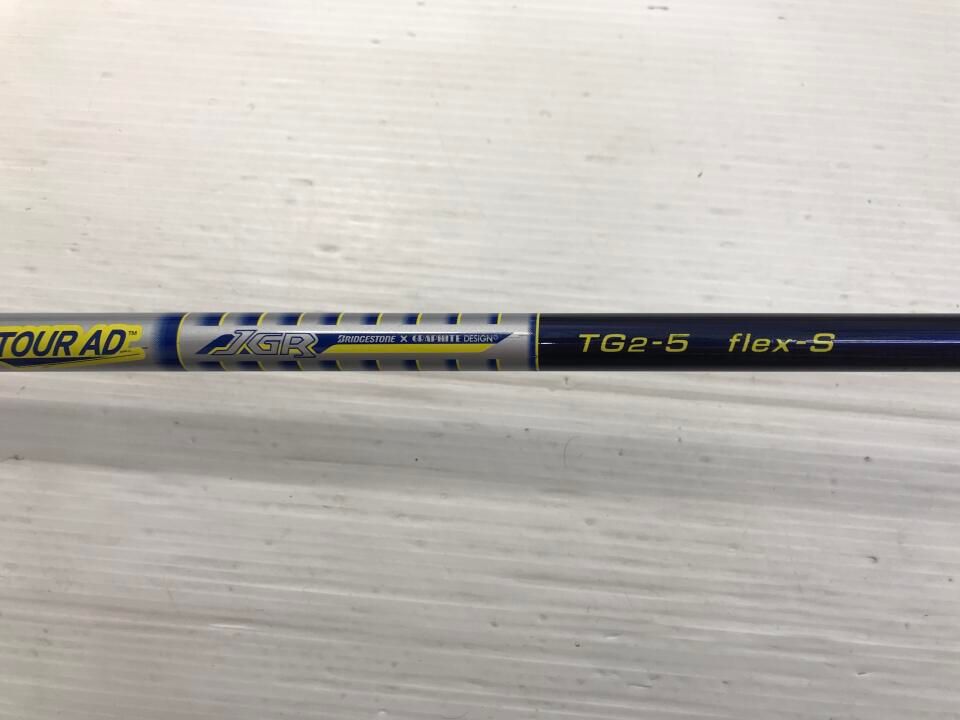 TOUR AD™
JGR BRIDGESTONE X GRAPHITE DESIGN
TG2-5 flex-S